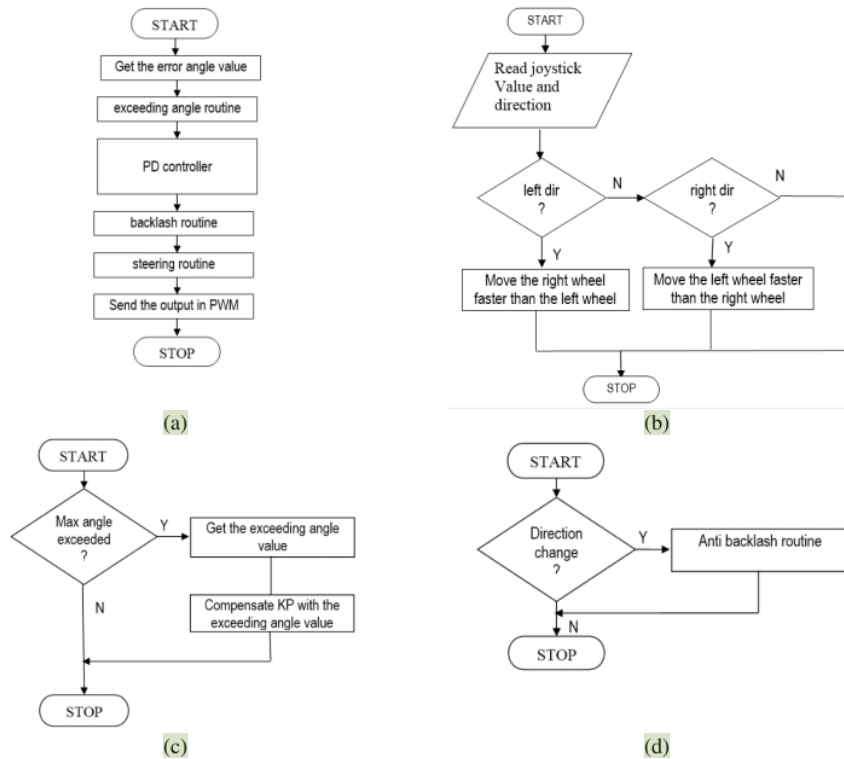 START
Get the error angle value
exceeding angle routine
PD controller
backlash routine
steering routine
Send the output in PWM
STOP
(a)
START
Read joystick
Value and
direction
left dir
?
N
right dir
?
N
Y
Y
Move the right wheel
faster than the left wheel
Move the left wheel faster
than the right wheel
STOP
(b)
START
Max angle
exceeded
?
Y
Get the exceeding angle
value
N
Compensate KP with the
exceeding angle value
STOP
(c)
START
Direction
change
?
Y
Anti backlash routine
N
STOP
(d)